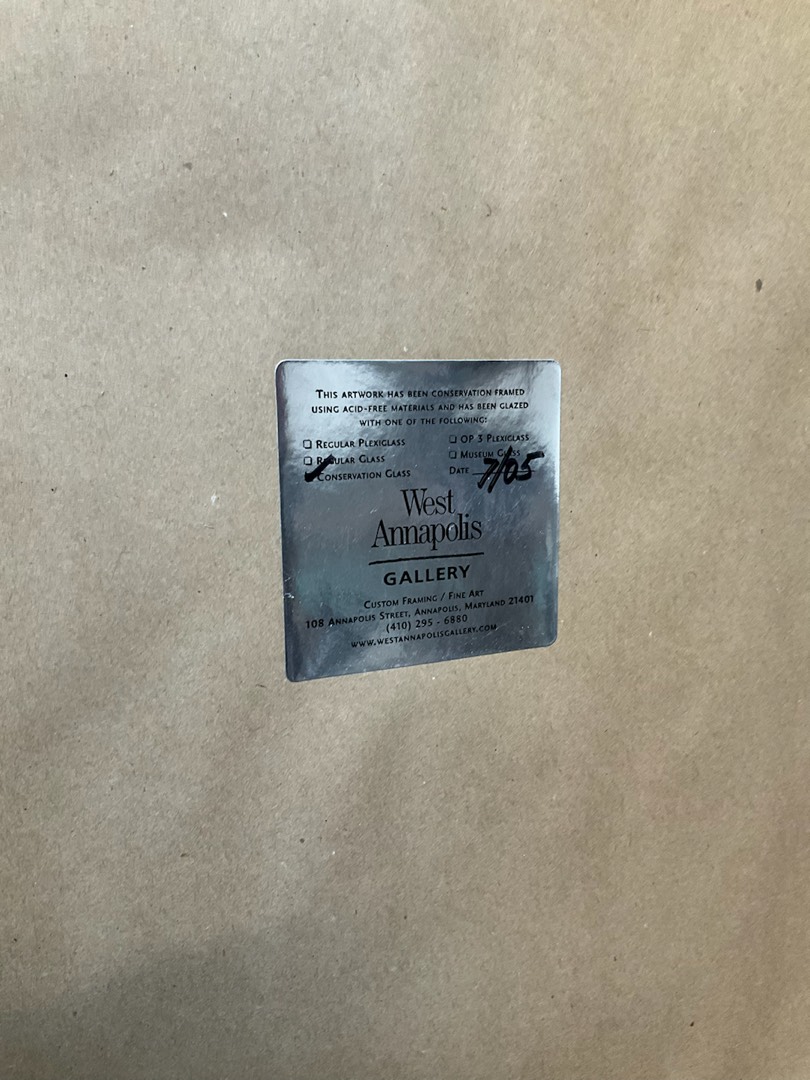 THIS ARTWORK HAS BEEN CONSERVATION FRAMED
USING ACID-FREE MATERIALS AND HAS BEEN GLAZED
WITH ONE OF THE FOLLOWING:
❑ REGULAR PLEXIGLASS ❑ OP 3 PLEXIGLASS
❑ REGULAR GLASS ❑ MUSEUM GLASS
✓ CONSERVATION GLASS DATE 7/05
West
Annapolis
GALLERY
CUSTOM FRAMING / FINE ART
108 ANNAPOLIS STREET, ANNAPOLIS, MARYLAND 21401
(410) 295 - 6880
WWW.WESTANNAPOLISGALLERY.COM